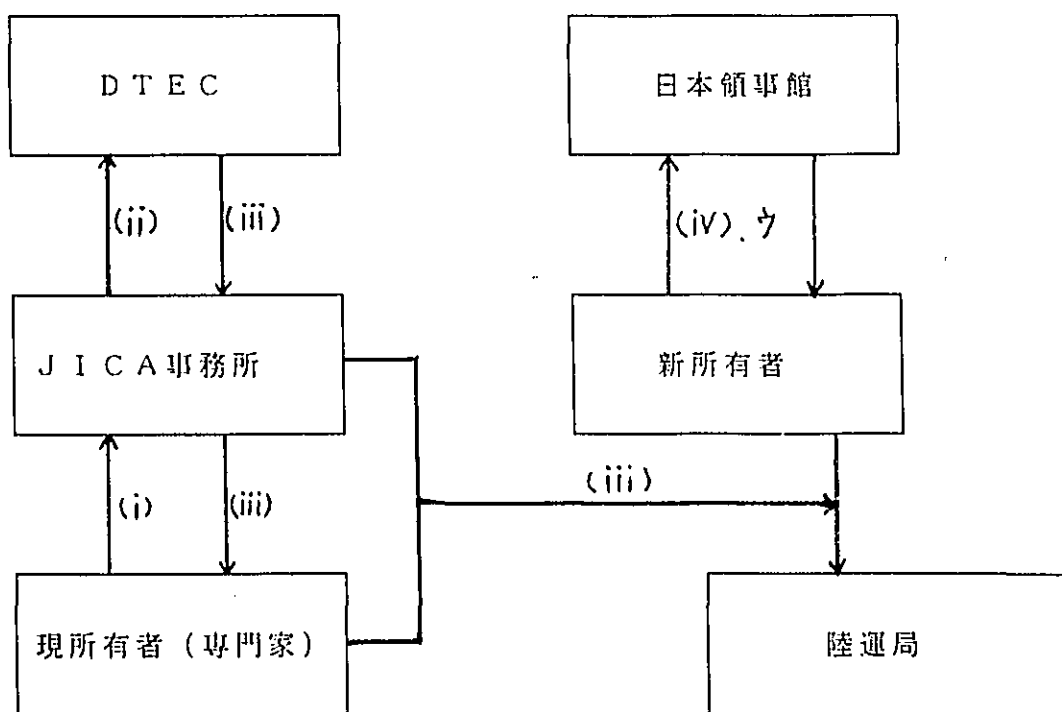 DTEC
日本領事館
(ii)
(iii)
(iv).ウ
JICA事務所
新所有者
(i)
(iii)
(iii)
現所有者(専門家)
陸運局